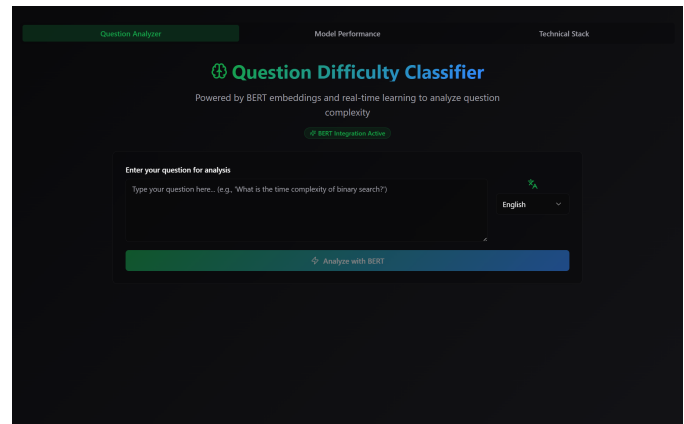 Question Analyzer
Model Performance
Technical Stack
Question Difficulty Classifier
Powered by BERT embeddings and real-time learning to analyze question
complexity
BERT Integration Active
Enter your question for analysis
Type your question here... (e.g., 'What is the time complexity of binary search?')
English
Analyze with BERT